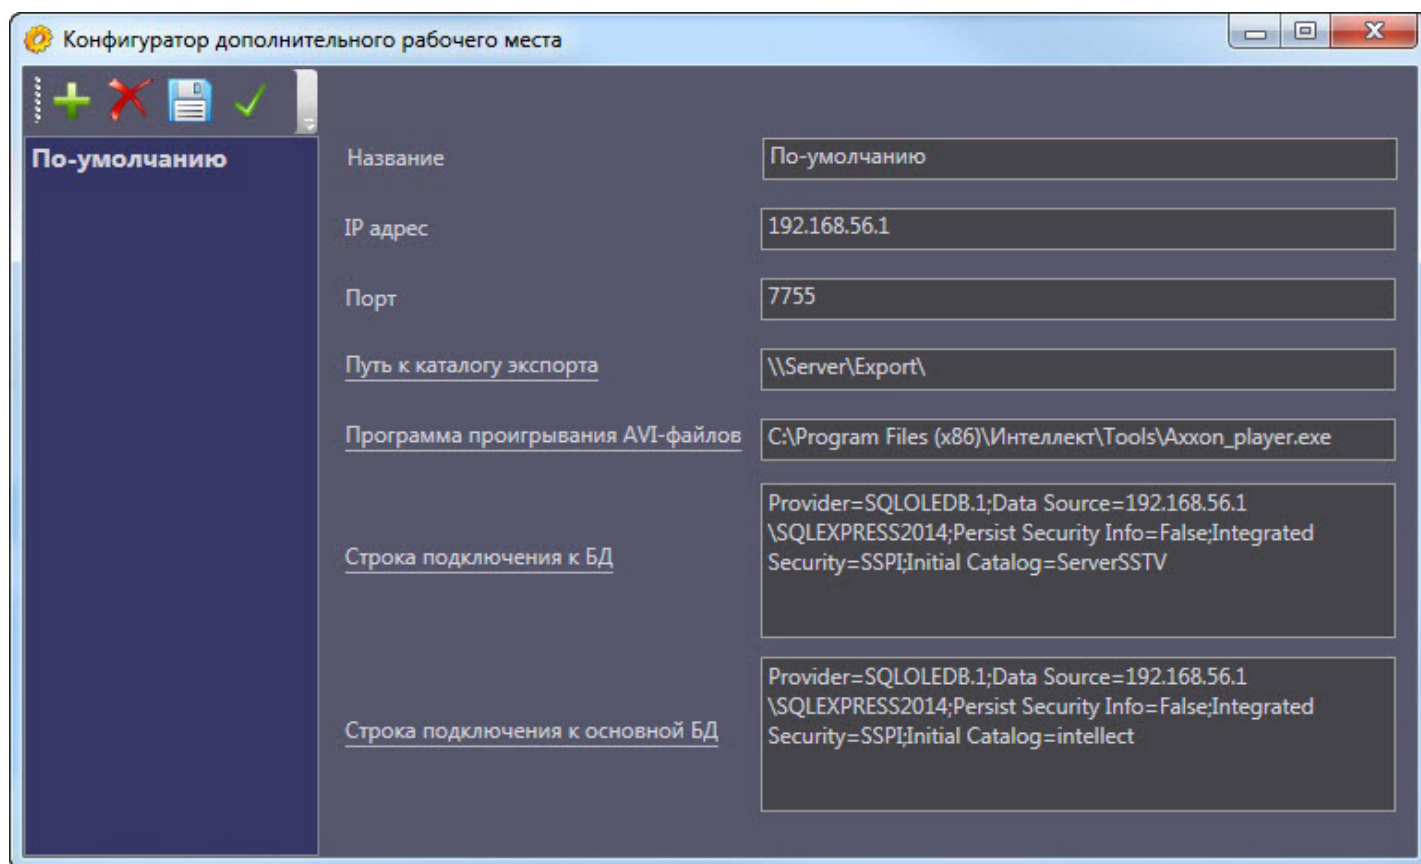 Конфигуратор дополнительного рабочего места
По-умолчанию
Название
По-умолчанию
IP адрес
192.168.56.1
Порт
7755
Путь к каталогу экспорта
\\Server\Export\
Программа проигрывания AVI-файлов
C:\Program Files (x86)\Интеллект\Tools\Axxon_player.exe
Строка подключения к БД
Provider=SQLOLEDB.1;Data Source=192.168.56.1
\SQLEXPRESS2014;Persist Security Info=False;Integrated
Security=SSPI;Initial Catalog=ServerSSTV
Строка подключения к основной БД
Provider=SQLOLEDB.1;Data Source=192.168.56.1
\SQLEXPRESS2014;Persist Security Info=False;Integrated
Security=SSPI;Initial Catalog=intellect